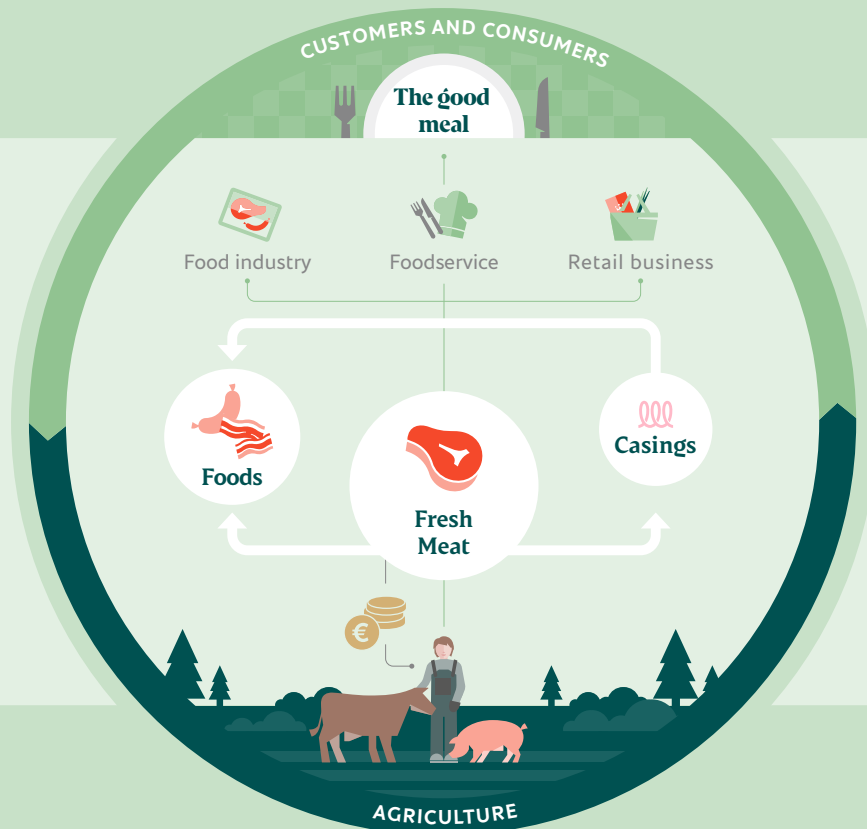 CUSTOMERS AND CONSUMERS
The good
meal
Food industry
Foodservice
Retail business
Foods
Casings
Fresh
Meat
€
AGRICULTURE